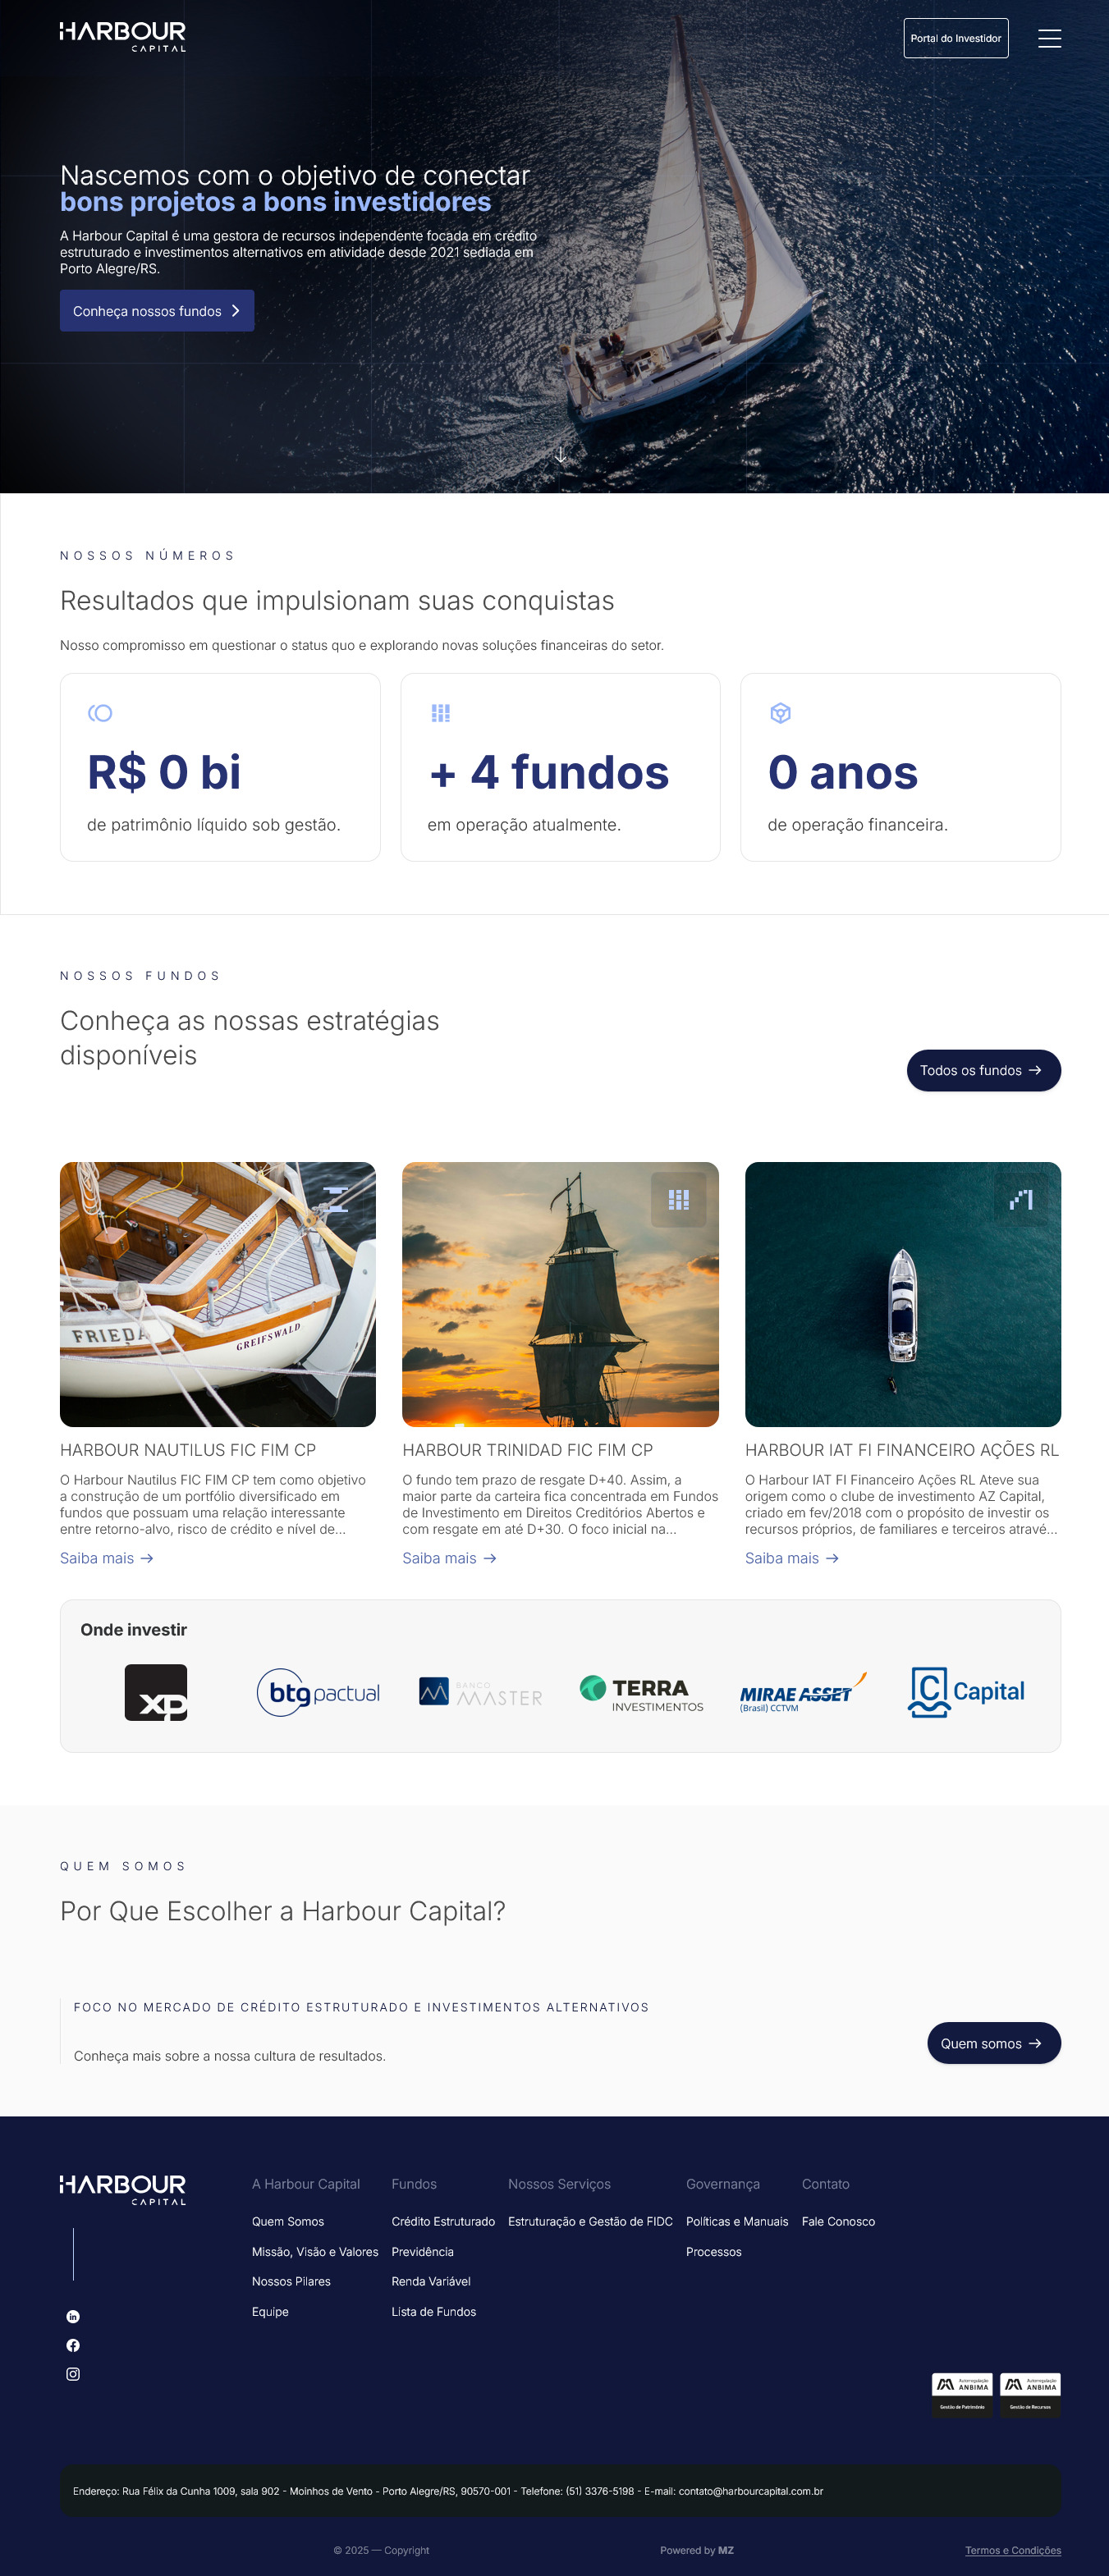 HARBOUR
CAPITAL
Portal do Investidor
Nascemos com o objetivo de conectar
bons projetos a bons investidores
A Harbour Capital é uma gestora de recursos independente focada em crédito
estruturado e investimentos alternativos em atividade desde 2021 sediada em
Porto Alegre/RS.
Conheça nossos fundos
NOSSOS NÚMEROS
Resultados que impulsionam suas conquistas
Nosso compromisso em questionar o status quo e explorando novas soluções financeiras do setor.
R$ 0 bi
de patrimônio líquido sob gestão.
+ 4 fundos
em operação atualmente.
0 anos
de operação financeira.
NOSSOS FUNDOS
Conheça as nossas estratégias
disponíveis
Todos os fundos
FRIEDA
GREIFSWALD
HARBOUR NAUTILUS FIC FIM CP
O Harbour Nautilus FIC FIM CP tem como objetivo
a construção de um portfólio diversificado em
fundos que possuam uma relação interessante
entre retorno-alvo, risco de crédito e nível de...
Saiba mais
HARBOUR TRINIDAD FIC FIM CP
O fundo tem prazo de resgate D+40. Assim, a
maior parte da carteira fica concentrada em Fundos
de Investimento em Direitos Creditórios Abertos e
com resgate em até D+30. O foco inicial na...
Saiba mais
HARBOUR IAT FI FINANCEIRO AÇÕES RL
O Harbour IAT FI Financeiro Ações RL Ateve sua
origem como o clube de investimento AZ Capital,
criado em fev/2018 com o propósito de investir os
recursos próprios, de familiares e terceiros atravé...
Saiba mais
Onde investir
xp
btg pactual
BANCO
MASTER
TERRA
INVESTIMENTOS
MIRAE ASSET
(Brasil) CCTVM
C Capital
QUEM SOMOS
Por Que Escolher a Harbour Capital?
FOCO NO MERCADO DE CRÉDITO ESTRUTURADO E INVESTIMENTOS ALTERNATIVOS
Conheça mais sobre a nossa cultura de resultados.
Quem somos
HARBOUR
CAPITAL
A Harbour Capital
Quem Somos
Missão, Visão e Valores
Nossos Pilares
Equipe
Fundos
Crédito Estruturado
Previdência
Renda Variável
Lista de Fundos
Nossos Serviços
Estruturação e Gestão de FIDC
Governança
Políticas e Manuais
Processos
Contato
Fale Conosco
in
Autorregulação
ANBIMA
Gestão de Patrimônio
Autorregulação
ANBIMA
Gestão de Recursos
Endereço: Rua Félix da Cunha 1009, sala 902 - Moinhos de Vento - Porto Alegre/RS, 90570-001 - Telefone: (51) 3376-5198 - E-mail: contato@harbourcapital.com.br
© 2025 — Copyright
Powered by MZ
Termos e Condições